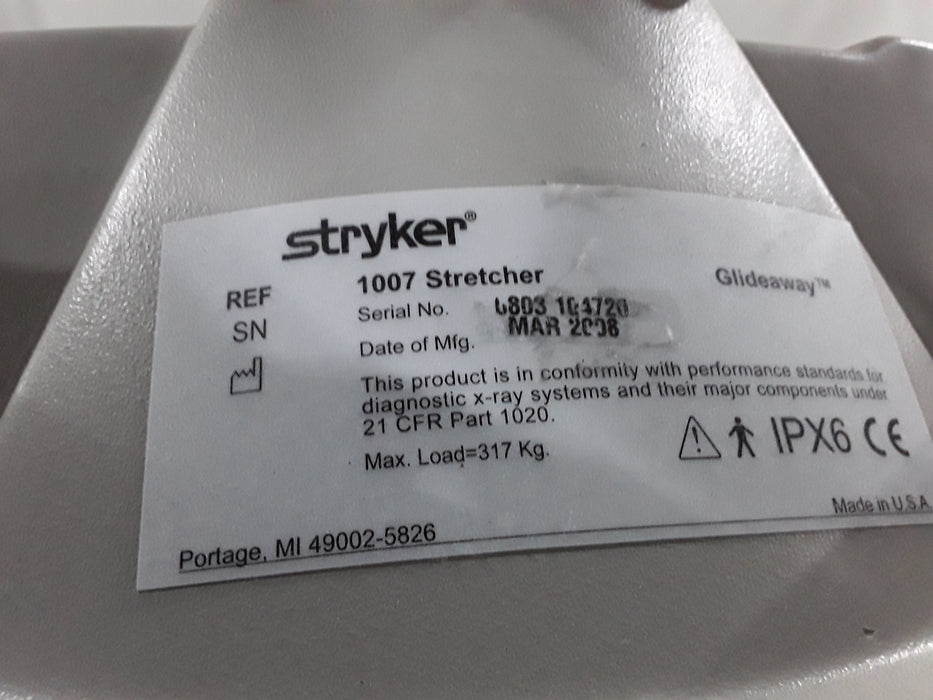 stryker®
REF 1007 Stretcher Glideaway™
SN Serial No.
Date of Mfg. MAR 2008
This product is in conformity with performance standards for
diagnostic x-ray systems and their major components under
21 CFR Part 1020.
Max. Load=317 Kg.
IPX6 CE
Made in U.S.A
Portage, MI 49002-5826